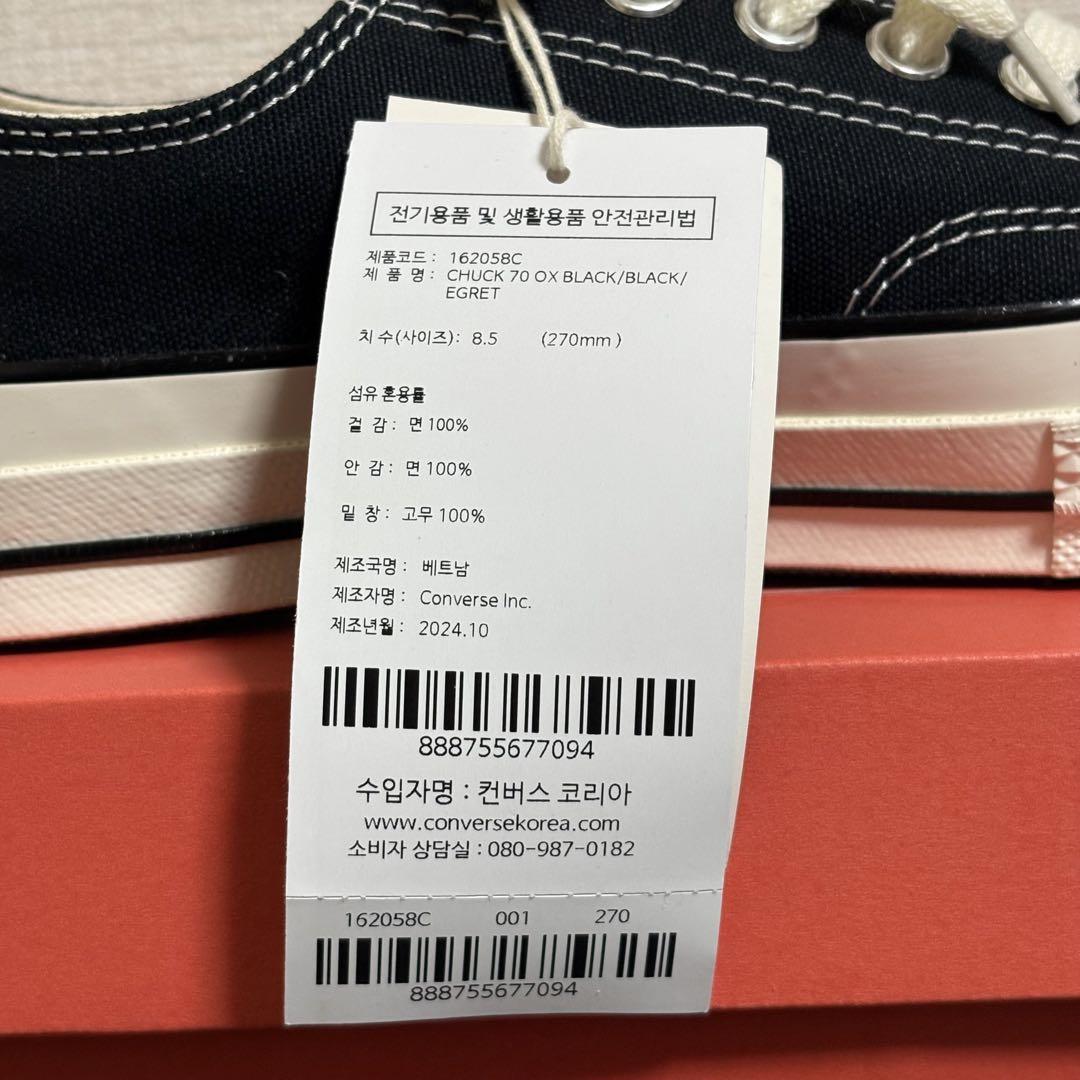 전기용품 및 생활용품 안전관리법
제품코드 : 162058C
제 품 명 : CHUCK 70 OX BLACK/BLACK/
EGRET
치 수(사이즈) : 8.5 (270mm )
섬유 혼용률
겉 감 : 면 100%
안 감 : 면 100%
밑 창 : 고무 100%
제조국명 : 베트남
제조자명 : Converse Inc.
제조년월 : 2024.10
888755677094
수입자명 : 컨버스 코리아
www.conversekorea.com
소비자 상담실 : 080-987-0182
162058C 001 270
888755677094